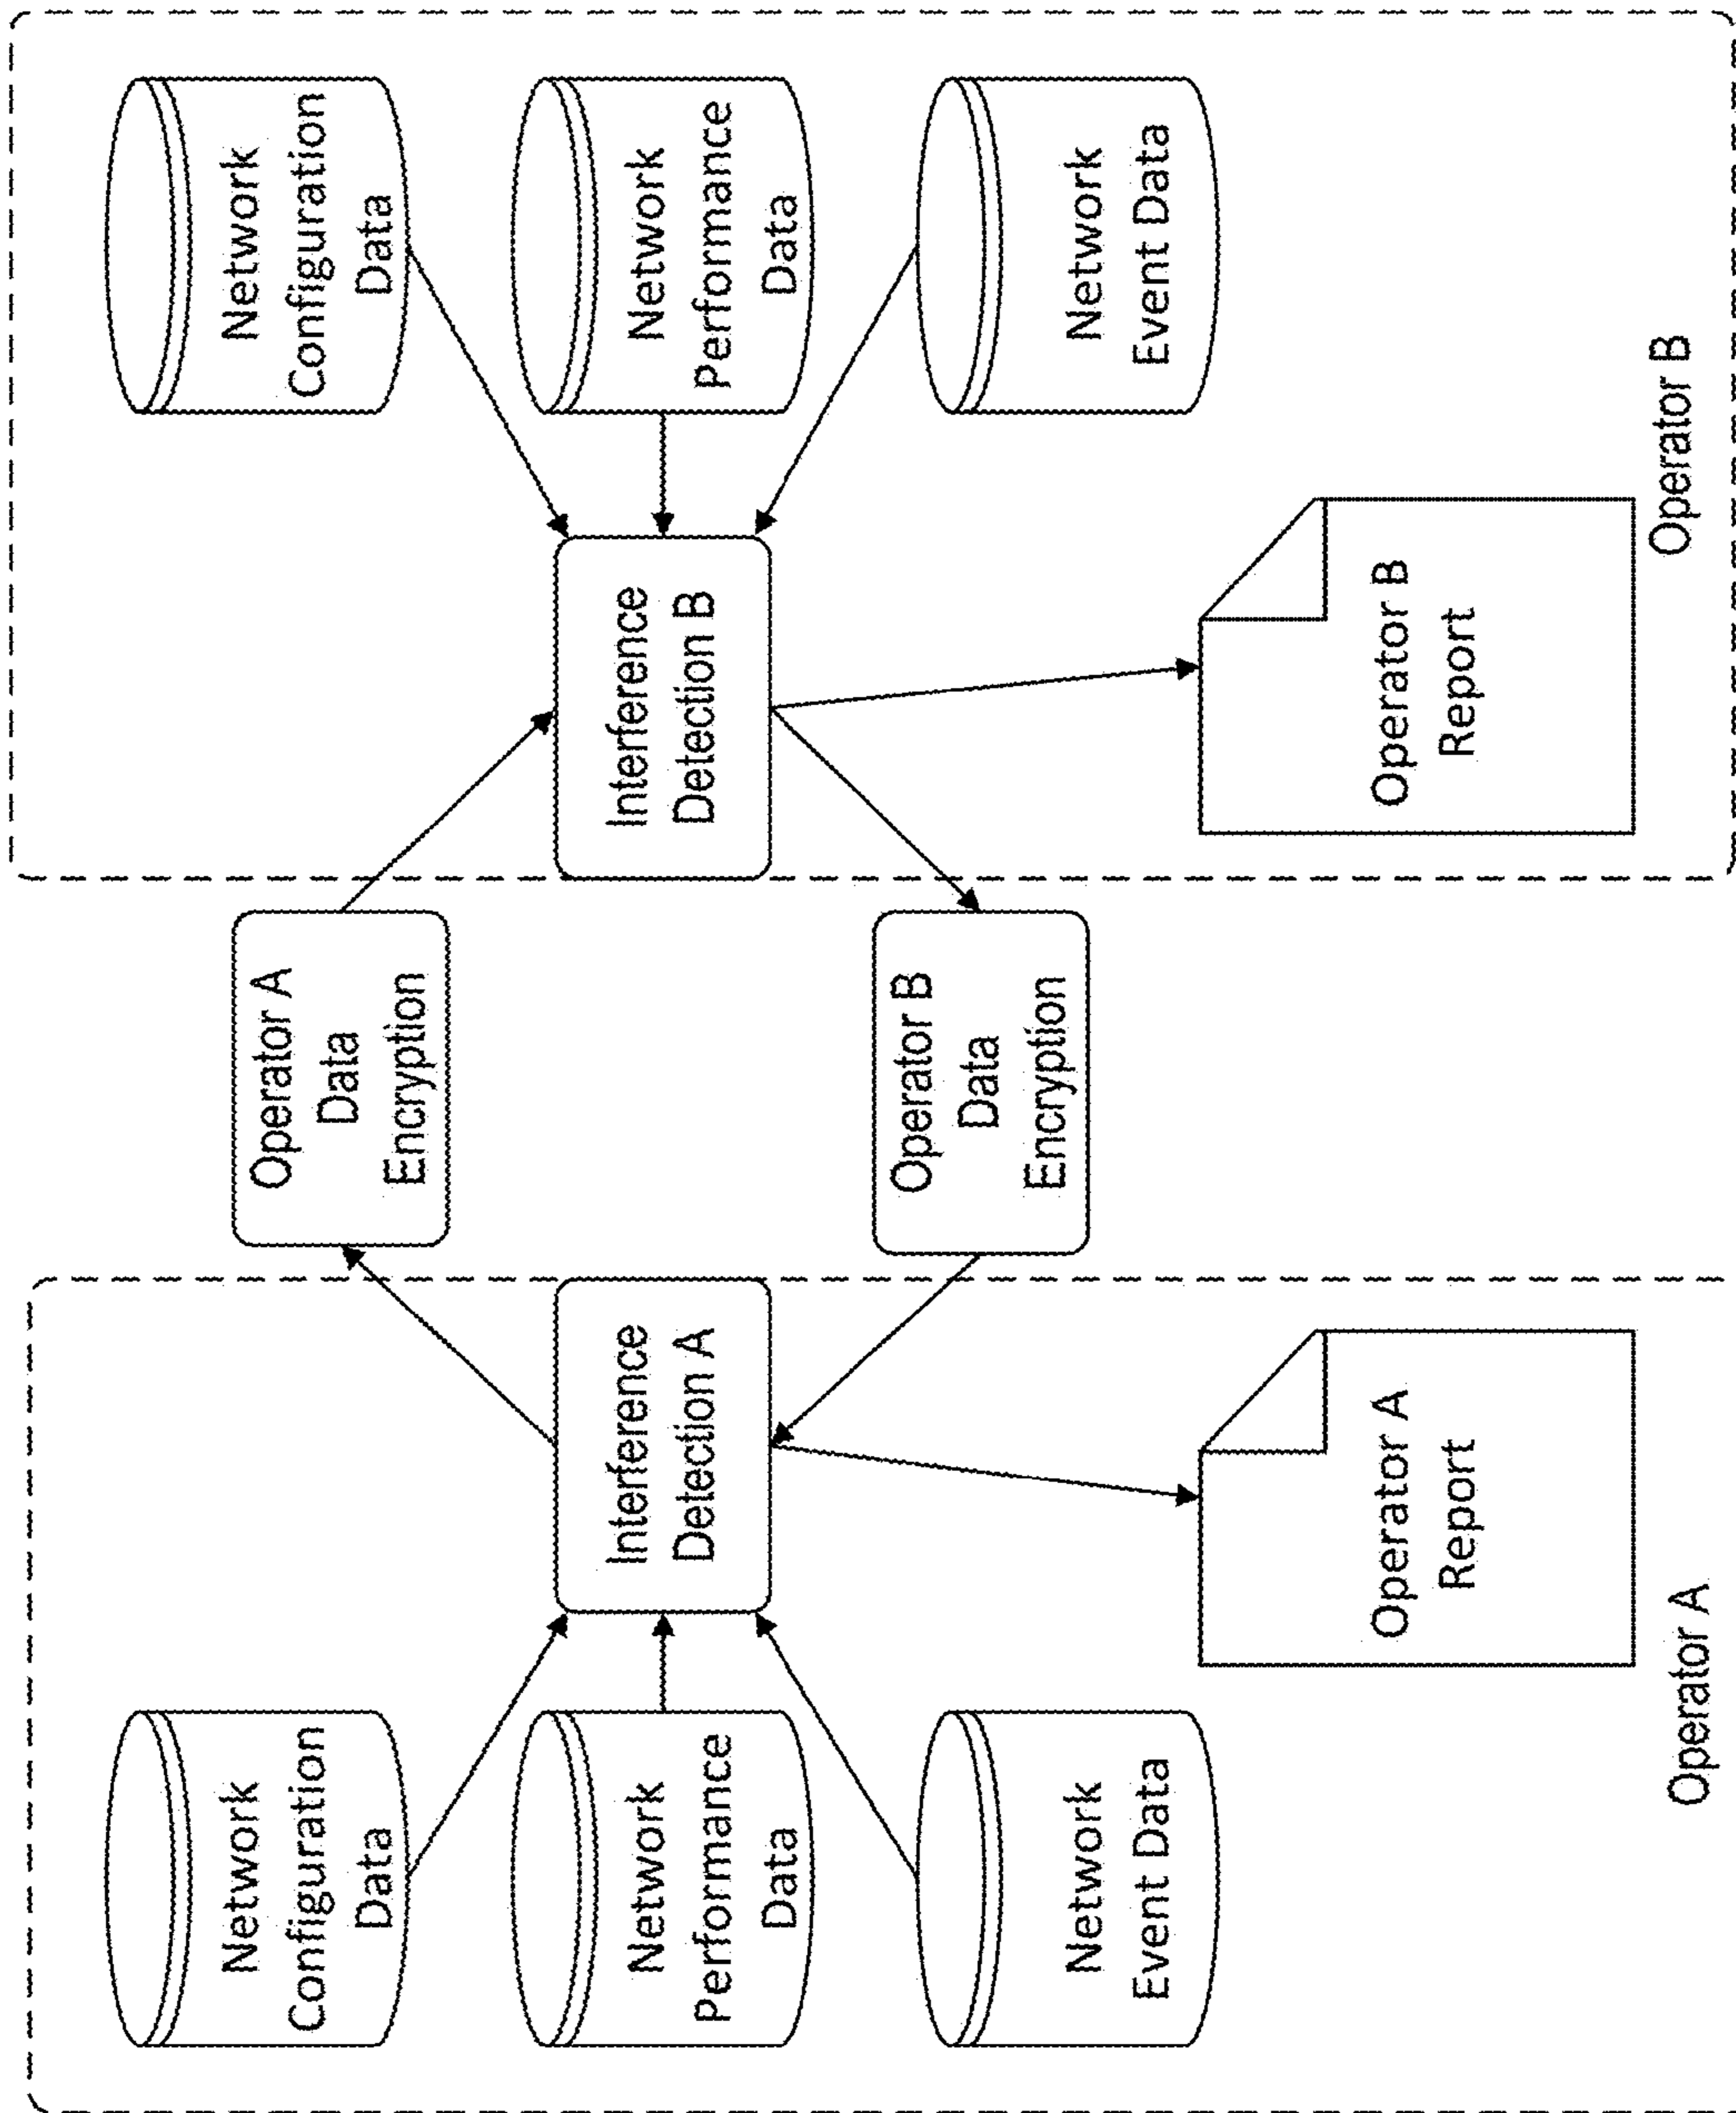 Network
Configuration
Data
Network
Performance
Data
Network
Event Data
Interference
Detection A
Operator A
Report
Operator A
Operator A
Data
Encryption
Operator B
Data
Encryption
Interference
Detection B
Operator B
Report
Network
Configuration
Data
Network
Performance
Data
Network
Event Data
Operator B